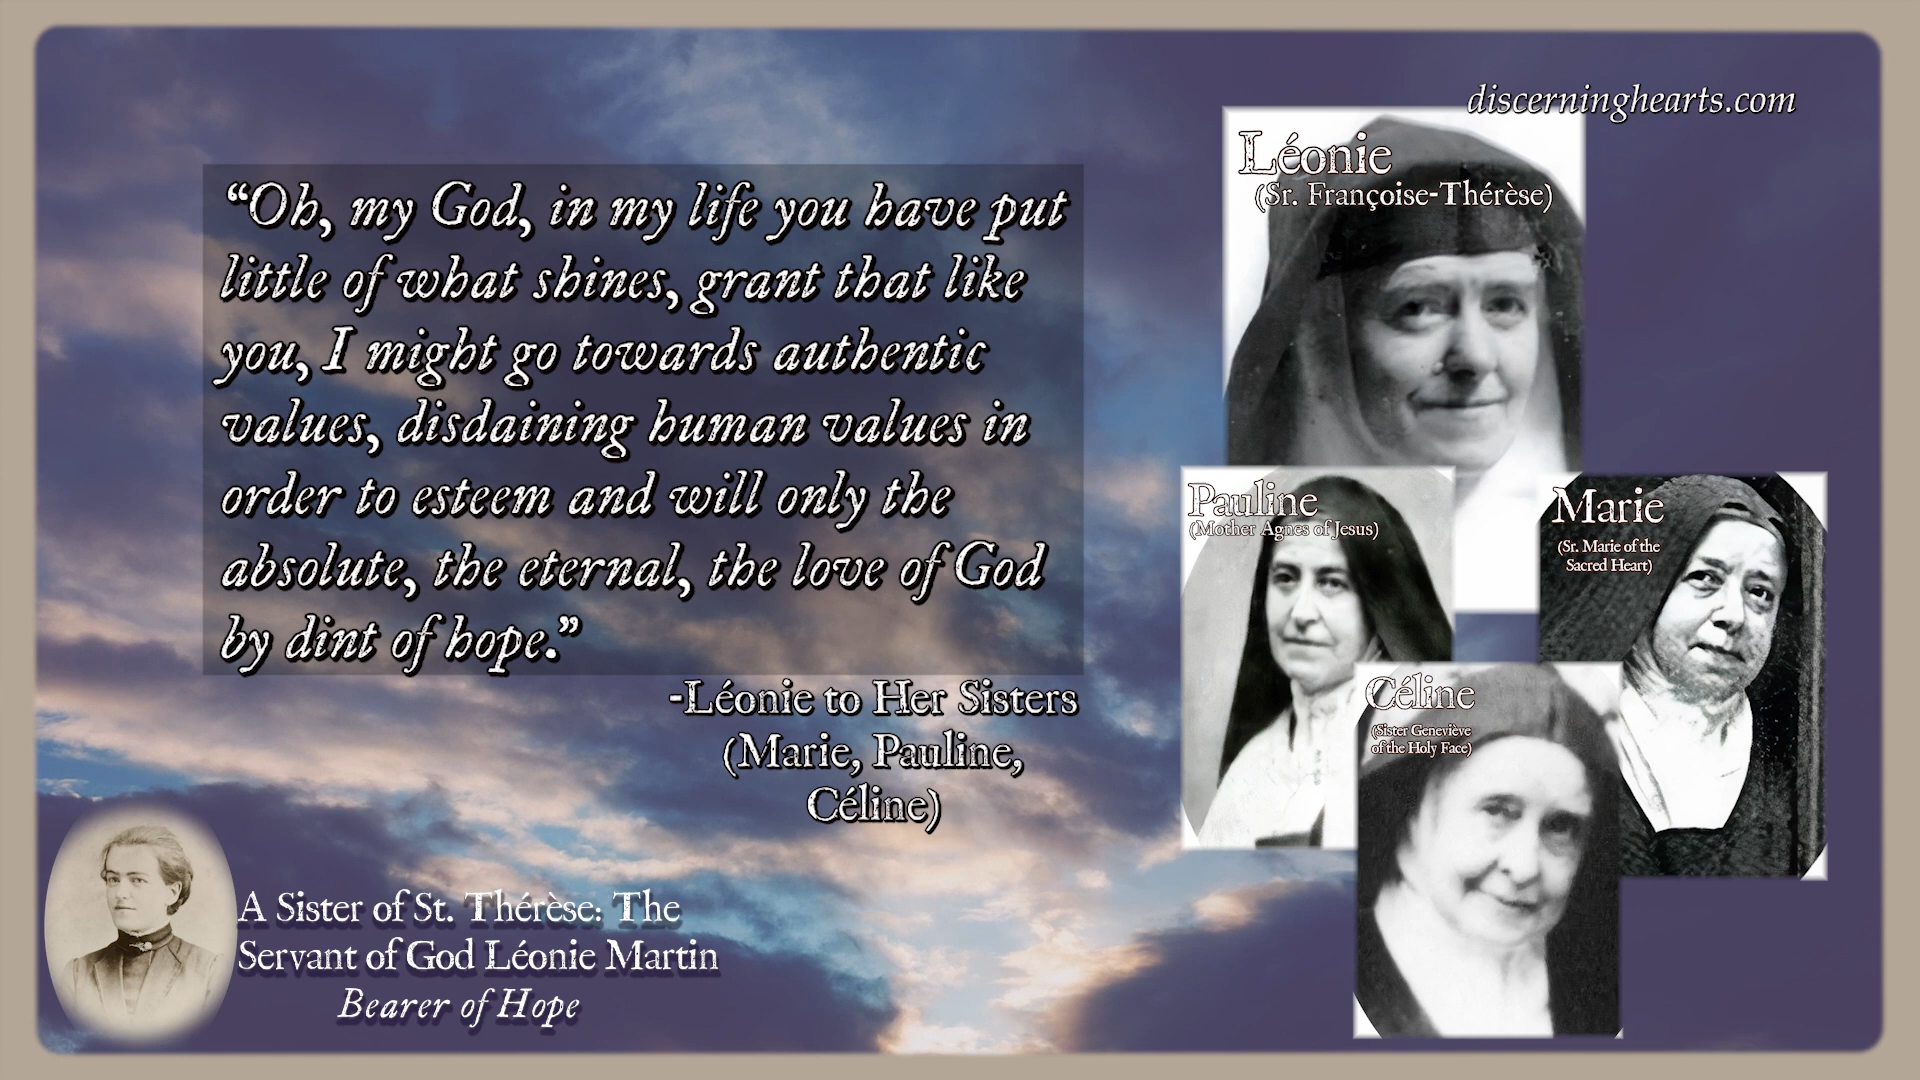 discerninghearts.com
“Oh, my God, in my life you have put
little of what shines, grant that like
you, I might go towards authentic
values, disdaining human values in
order to esteem and will only the
absolute, the eternal, the love of God
by dint of hope.”
-Léonie to Her Sisters
(Marie, Pauline,
Céline)
Léonie
(Sr. Françoise-Thérèse)
Pauline
(Mother Agnes of Jesus)
Marie
(Sr. Marie of the
Sacred Heart)
Céline
(Sister Geneviève
of the Holy Face)
A Sister of St. Thérèse: The
Servant of God Léonie Martin
Bearer of Hope